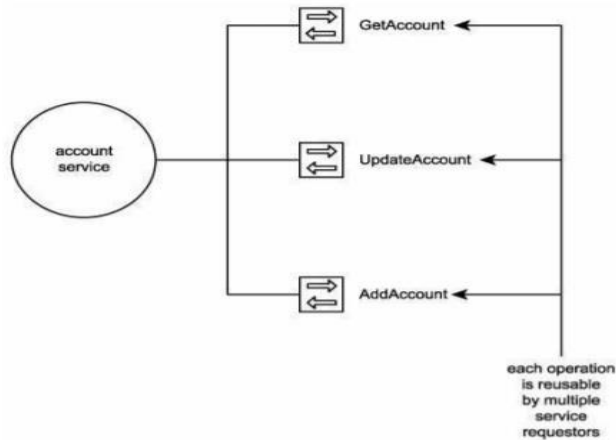 GetAccount
account
service
UpdateAccount
AddAccount
each operation
is reusable
by multiple
service
requestors